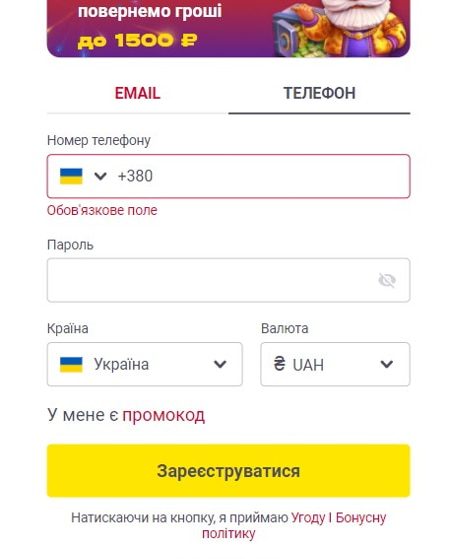 повернемо гроші
до 1500 ₽
EMAIL
ТЕЛЕФОН
Номер телефону
+380
Обов'язкове поле
Пароль
Країна
Валюта
Україна
₴ UAH
У мене є промокод
Зареєструватися
Натискаючи на кнопку, я приймаю Угоду І Бонусну
політику